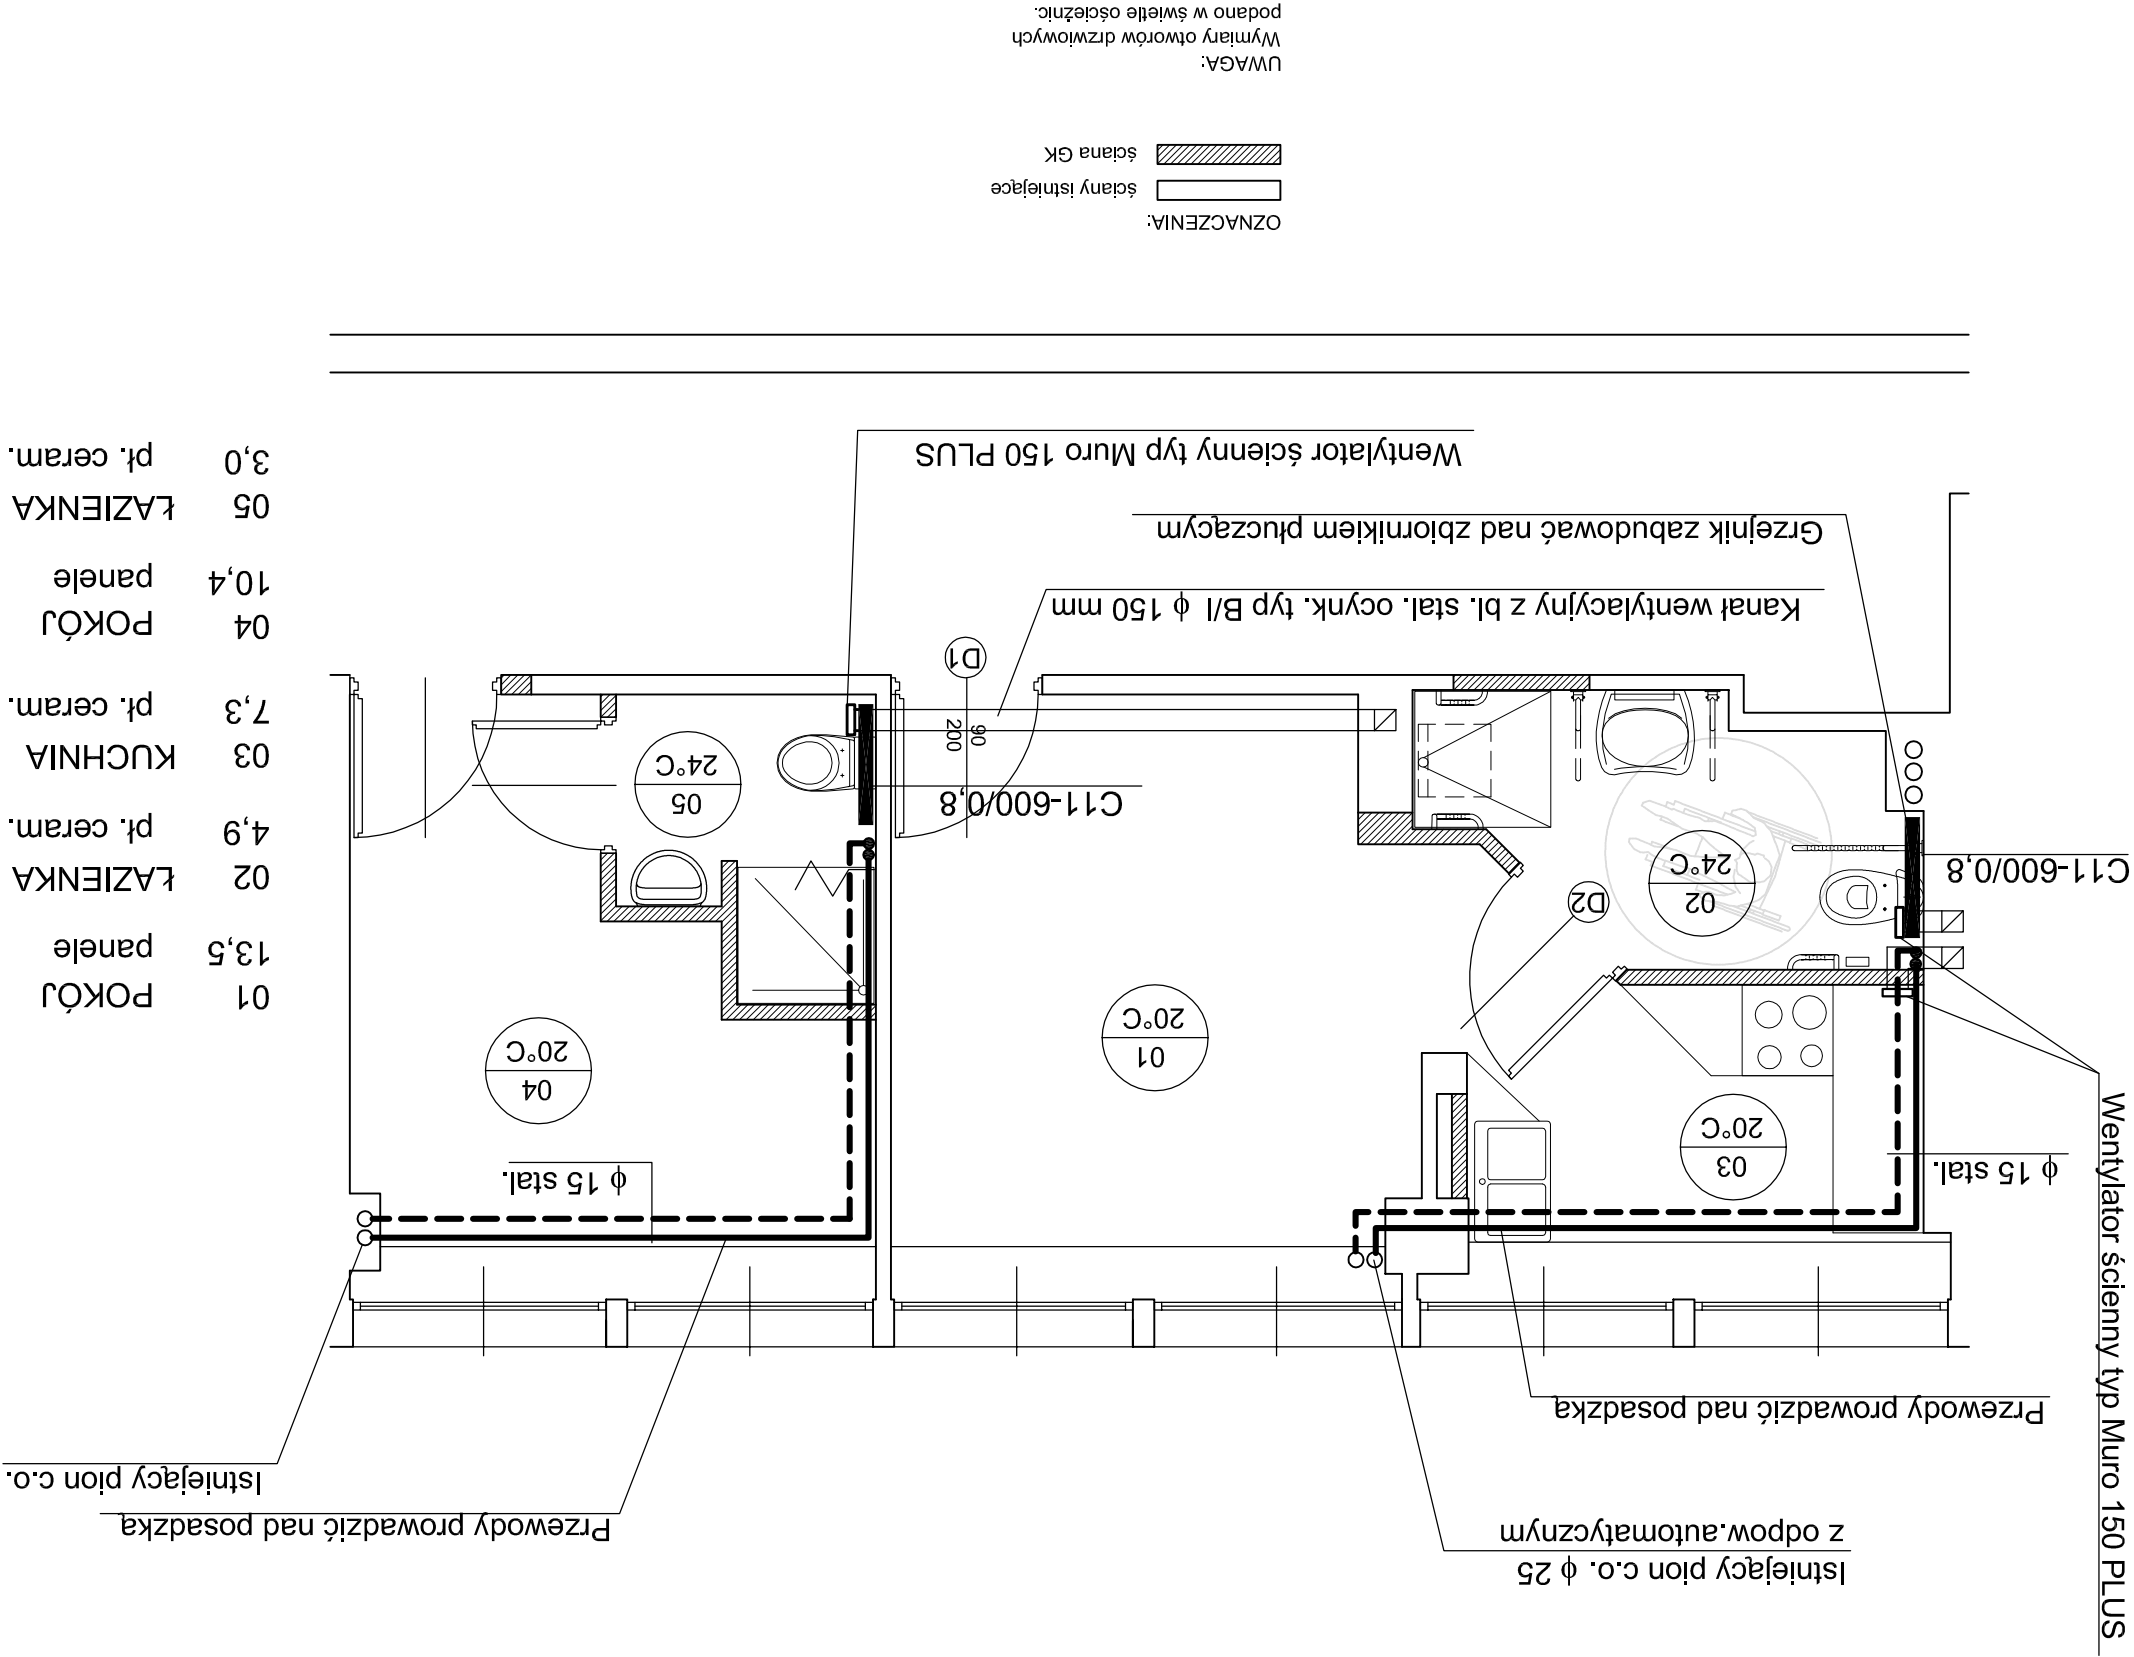 Istniejący pion c.o. ϕ 25
z odpow.automatycznym
Przewody prowadzić nad posadzką
Istniejący pion c.o.
Przewody prowadzić nad posadzką
Wentylator ścienny typ Muro 150 PLUS
ϕ 15 stal.
03
20°C
ϕ 15 stal.
01
20°C
04
20°C
01 POKÓJ
13,5 panele
02 ŁAZIENKA
4,9 pł. ceram.
03 KUCHNIA
7,3 pł. ceram.
04 POKÓJ
10,4 panele
05 ŁAZIENKA
3,0 pł. ceram.
D2
02
24°C
C11-600/0,8
C11-600/0,8
05
24°C
90
200
D1
Kanał wentylacyjny z bl. stal. ocynk. typ B/I ϕ 150 mm
Grzejnik zabudować nad zbiornikiem płuczącym
Wentylator ścienny typ Muro 150 PLUS
OZNACZENIA:
ściany istniejące
ściana GK
UWAGA:
Wymiary otworów drzwiowych
podano w świetle ościeżnic.